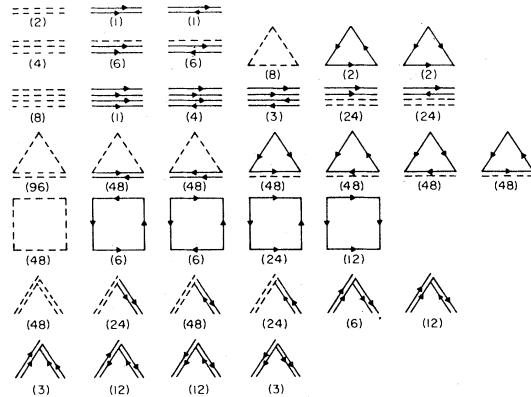 (2) (1) (1)
(4) (6) (6) (8) (2) (2)
(8) (1) (4) (3) (24) (24)
(96) (48) (48) (48) (48) (48) (48)
(48) (6) (6) (24) (12)
(48) (24) (48) (24) (6) (12)
(3) (12) (12) (3)